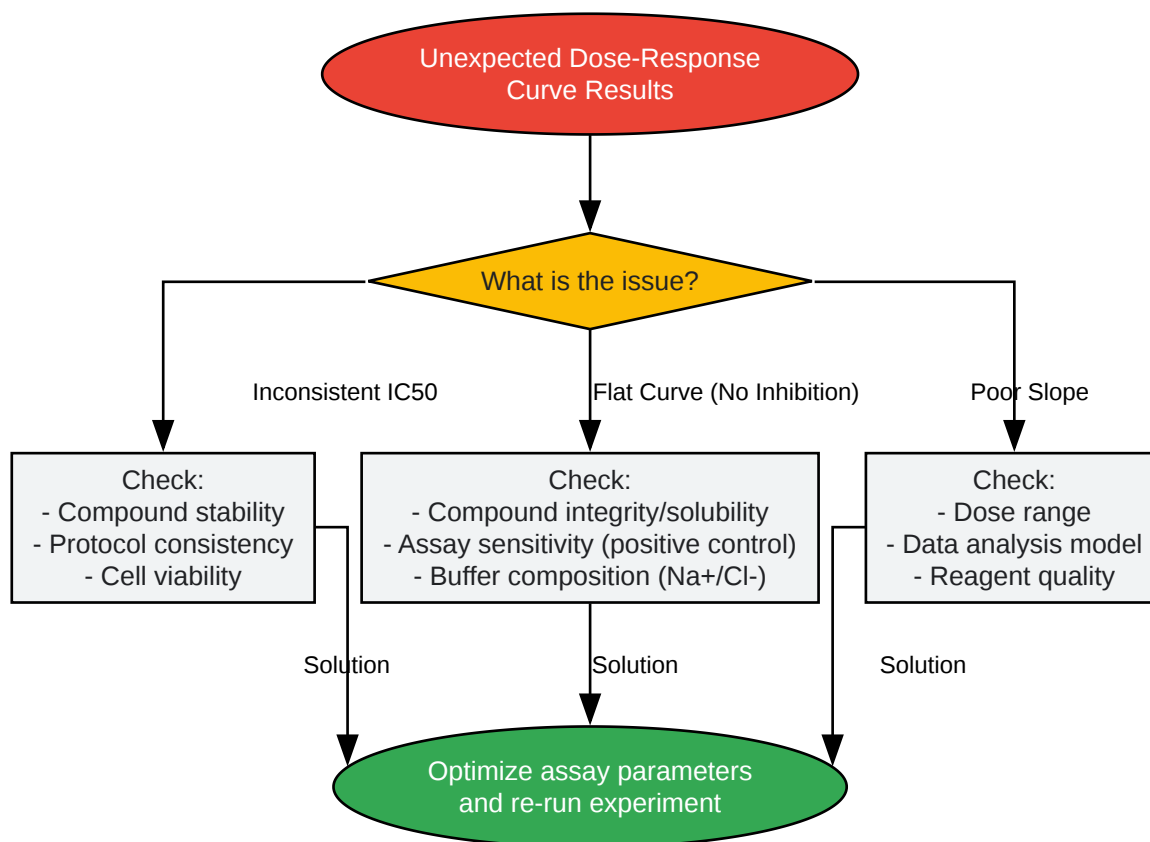 Unexpected Dose-Response
Curve Results
What is the issue?
Inconsistent IC50
Flat Curve (No Inhibition)
Poor Slope
Check:
- Compound stability
- Protocol consistency
- Cell viability
Check:
- Compound integrity/solubility
- Assay sensitivity (positive control)
- Buffer composition (Na+/Cl-)
Check:
- Dose range
- Data analysis model
- Reagent quality
Solution
Solution
Solution
Optimize assay parameters
and re-run experiment